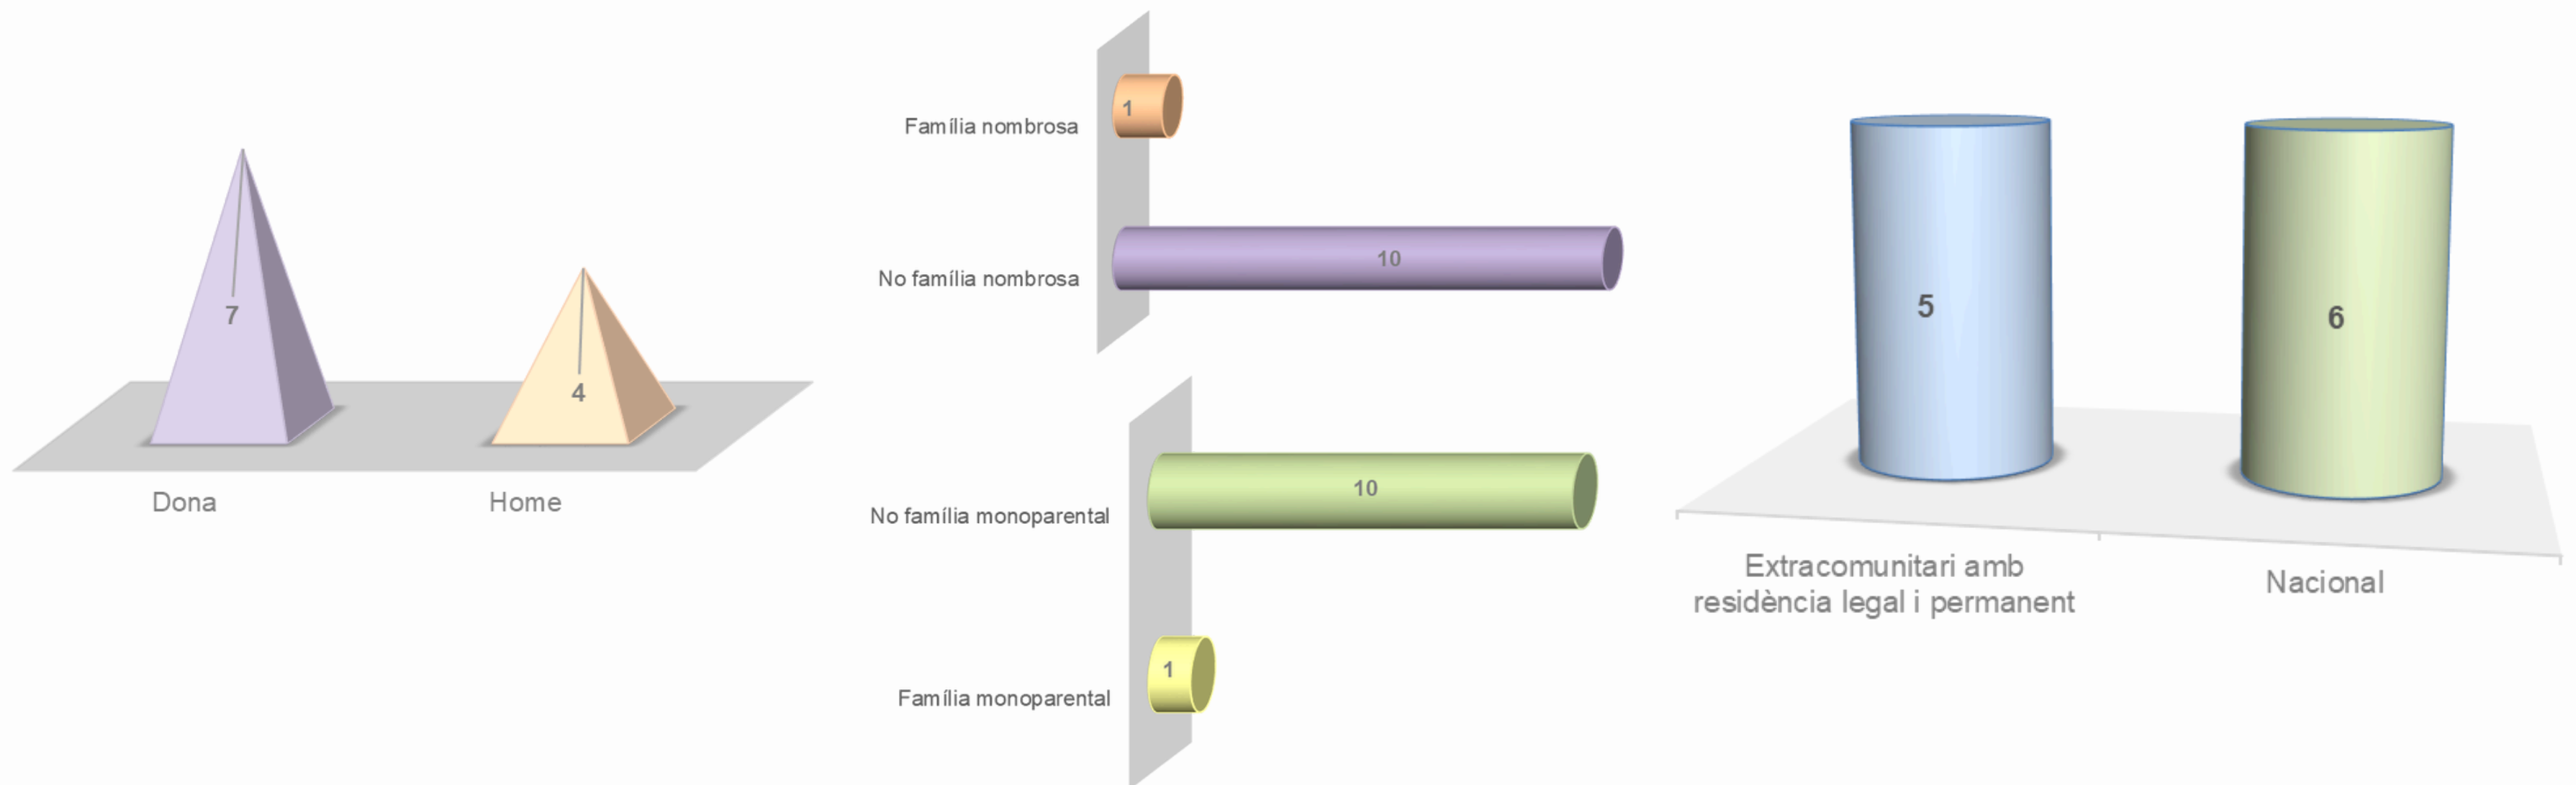 7
4
Dona
Home
1
Família nombrosa
10
No família nombrosa
10
No família monoparental
1
Família monoparental
5
6
Extracomunitari amb
residència legal i permanent
Nacional